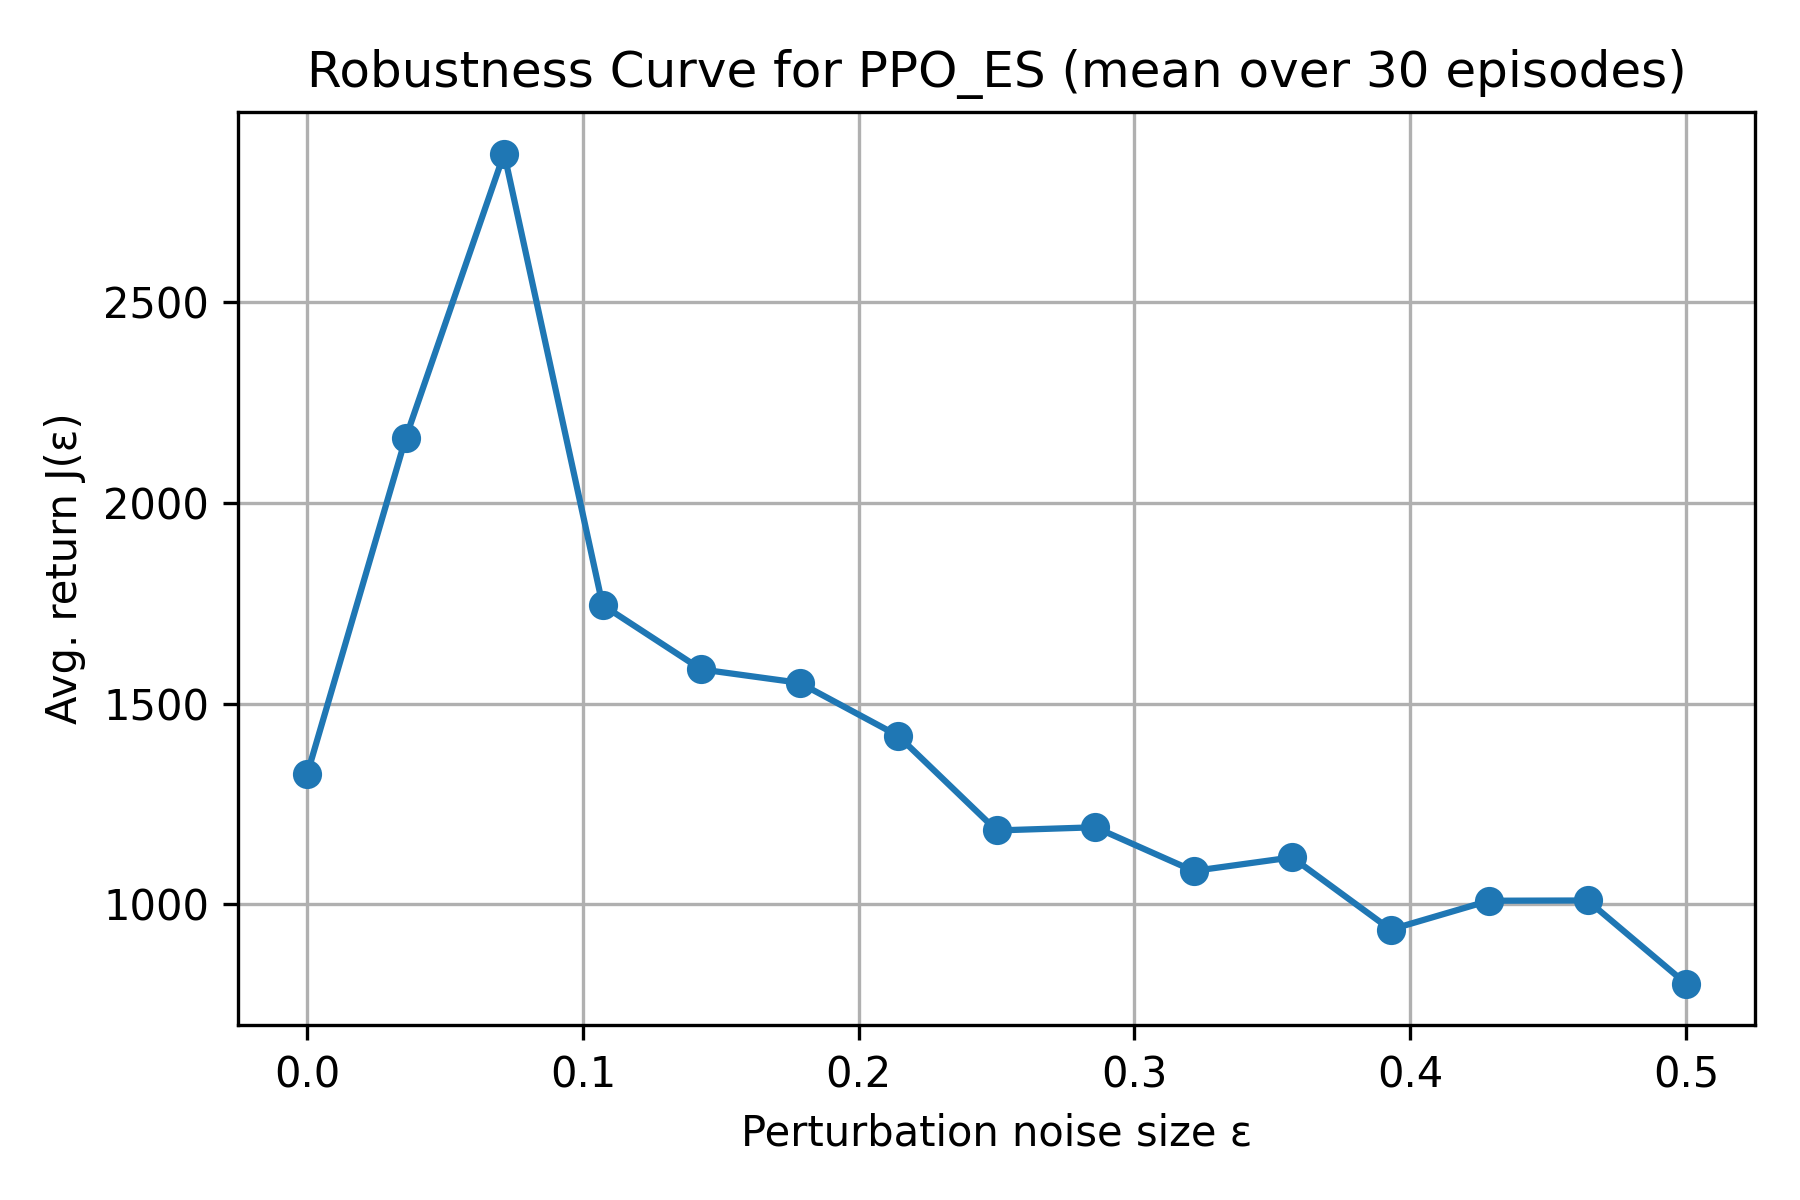 Robustness Curve for PPO_ES (mean over 30 episodes)
Avg. return J(ε)
2500
2000
1500
1000
0.0 0.1 0.2 0.3 0.4 0.5
Perturbation noise size ε